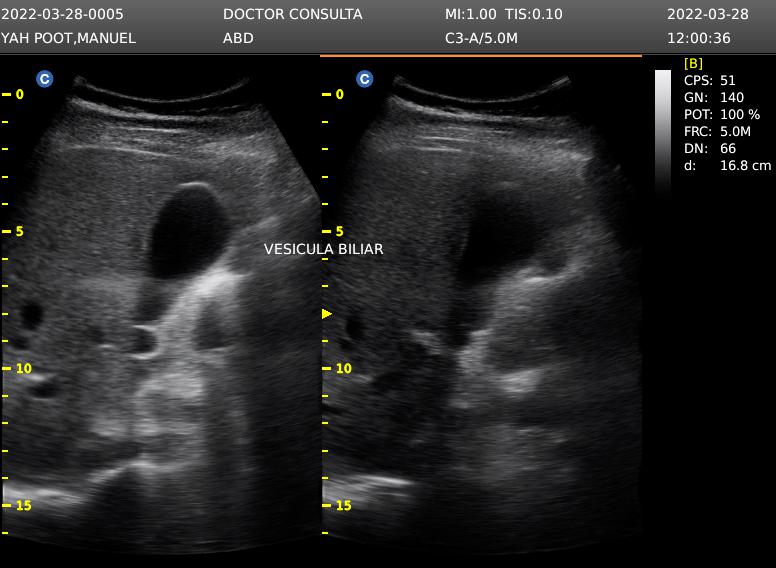 2022-03-28-0005 DOCTOR CONSULTA MI:1.00 TIS:0.10 2022-03-28
YAH POOT,MANUEL ABD C3-A/5.0M 12:00:36
C
C
0
0
5
5
10
10
15
15
VESICULA BILIAR
[B]
CPS: 51
GN: 140
POT: 100 %
FRC: 5.0M
DN: 66
d: 16.8 cm